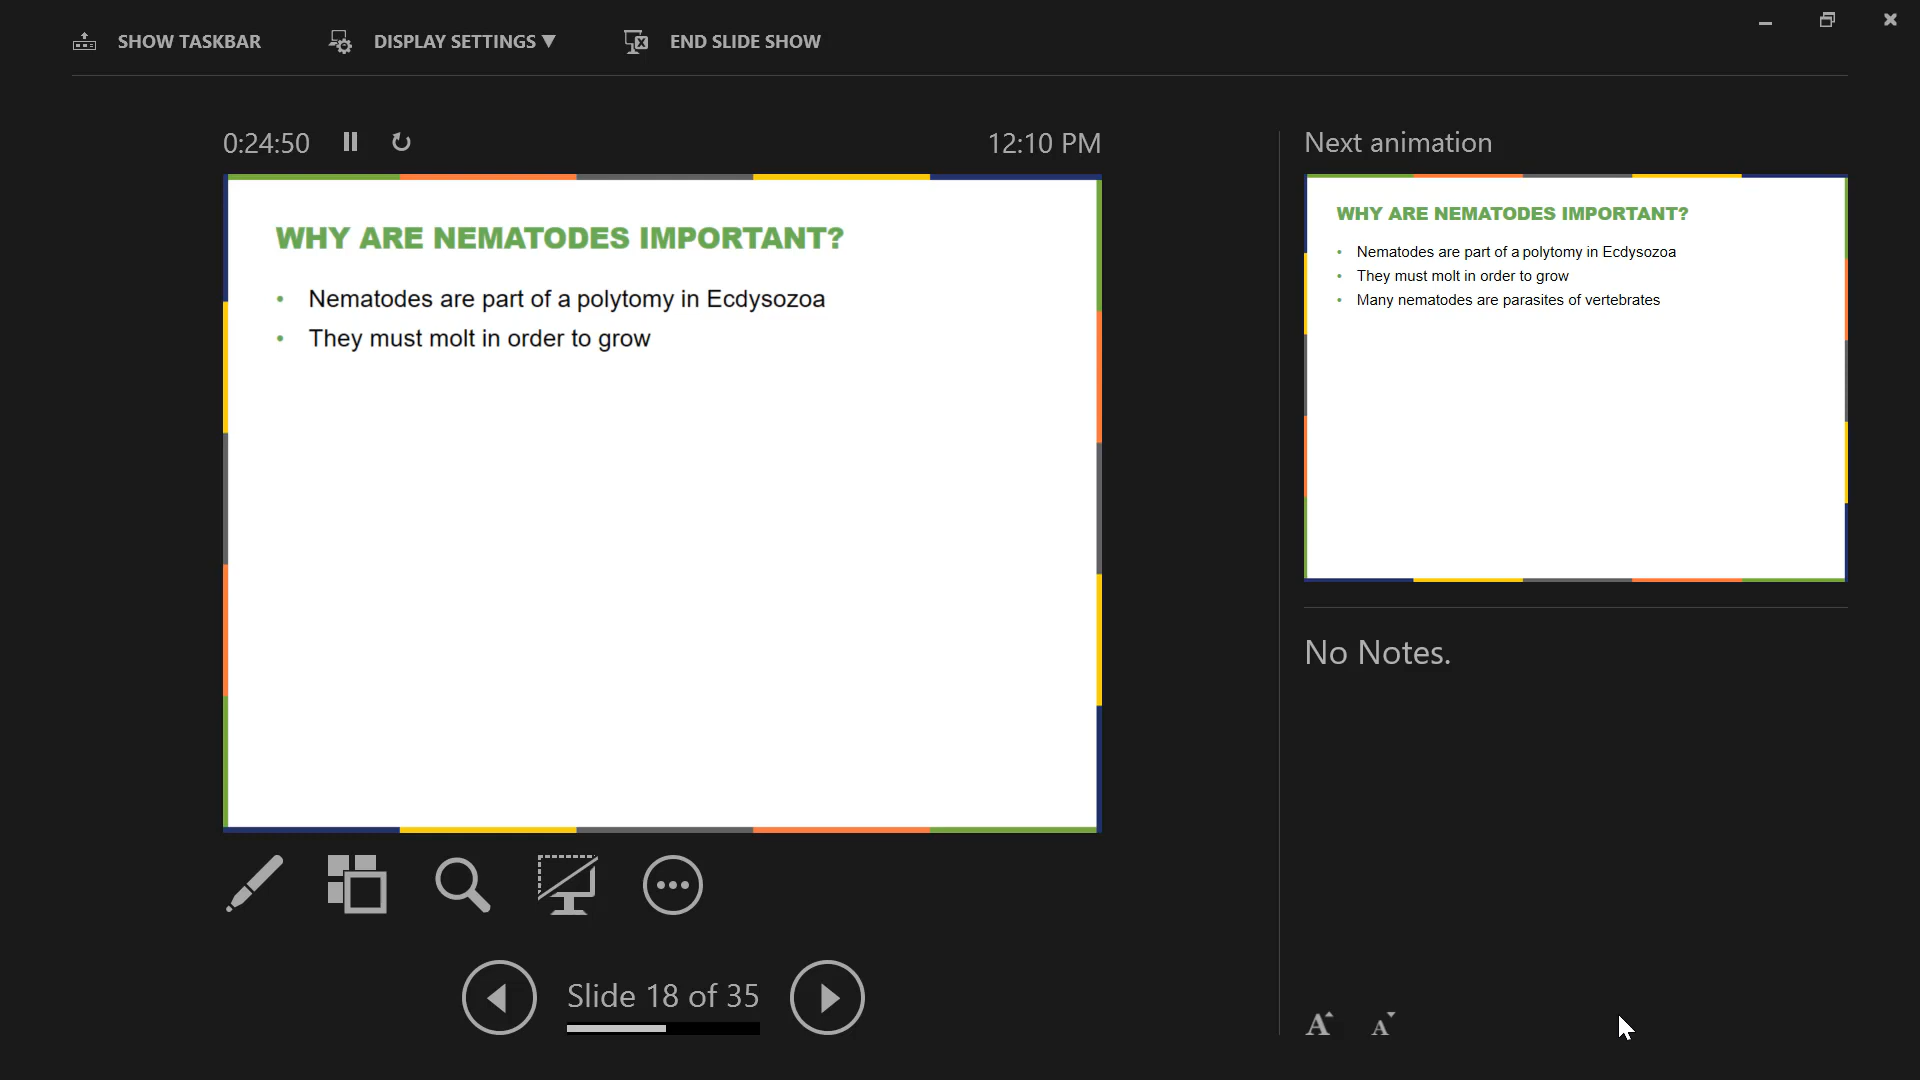 SHOW TASKBAR DISPLAY SETTINGS ▼ END SLIDE SHOW
0:24:50 12:10 PM
WHY ARE NEMATODES IMPORTANT?
• Nematodes are part of a polytomy in Ecdysozoa
• They must molt in order to grow
Slide 18 of 35
Next animation
WHY ARE NEMATODES IMPORTANT?
• Nematodes are part of a polytomy in Ecdysozoa
• They must molt in order to grow
• Many nematodes are parasites of vertebrates
No Notes.
A A